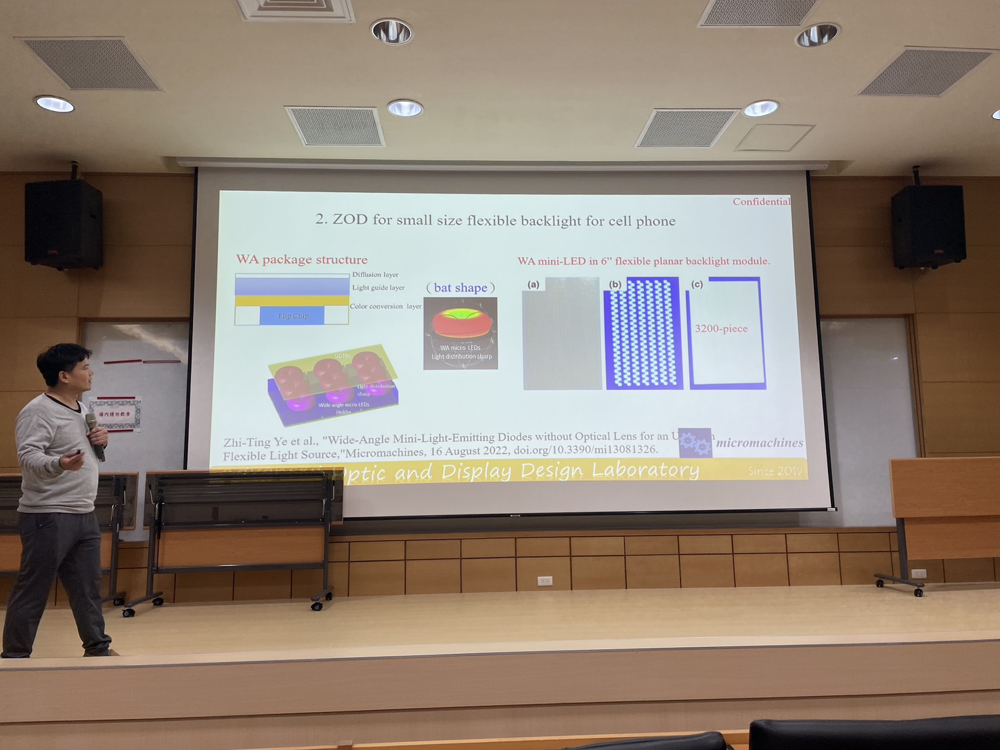 Confidential
2. ZOD for small size flexible backlight for cell phone
WA package structure
Diffusion layer
Light guide layer
Color conversion layer
Flip Chip
(bat shape)
WA micro LEDs
Light distribution sharp
QD film
Light distribution
sharp
Wide angle micro-LEDs
Holder
WA mini-LED in 6” flexible planar backlight module.
(a)
(b)
(c)
3200-piece
Zhi-Ting Ye et al., "Wide-Angle Mini-Light-Emitting Diodes without Optical Lens for an
Flexible Light Source,"Micromachines, 16 August 2022, doi.org/10.3390/mi13081326.
micromachines
Optic and Display Design Laboratory
Since 2019
場內請勿飲食